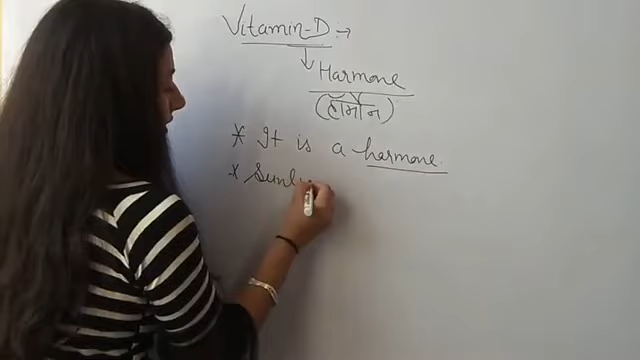 Vitamin-D :→
Harmone
(हॉर्मोन)
* It is a harmone.
* Sunl